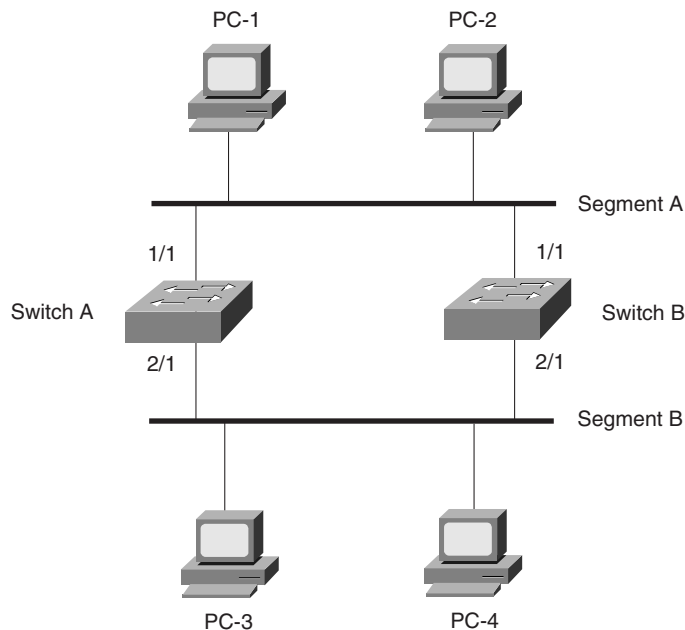 PC-1
PC-2
Segment A
1/1
1/1
Switch A
Switch B
2/1
2/1
Segment B
PC-3
PC-4